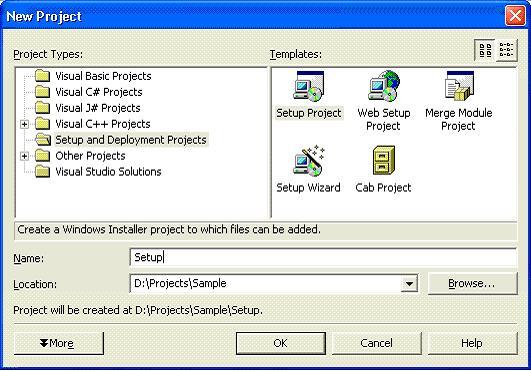 New Project
Project Types:
Templates:
Visual Basic Projects
Visual C# Projects
Visual J# Projects
Visual C++ Projects
Setup and Deployment Projects
Other Projects
Visual Studio Solutions
Setup Project
Web Setup Project
Merge Module Project
Setup Wizard
Cab Project
Create a Windows Installer project to which files can be added.
Name:
Setup
Location:
D:\Projects\Sample
Browse...
Project will be created at D:\Projects\Sample\Setup.
More
OK
Cancel
Help